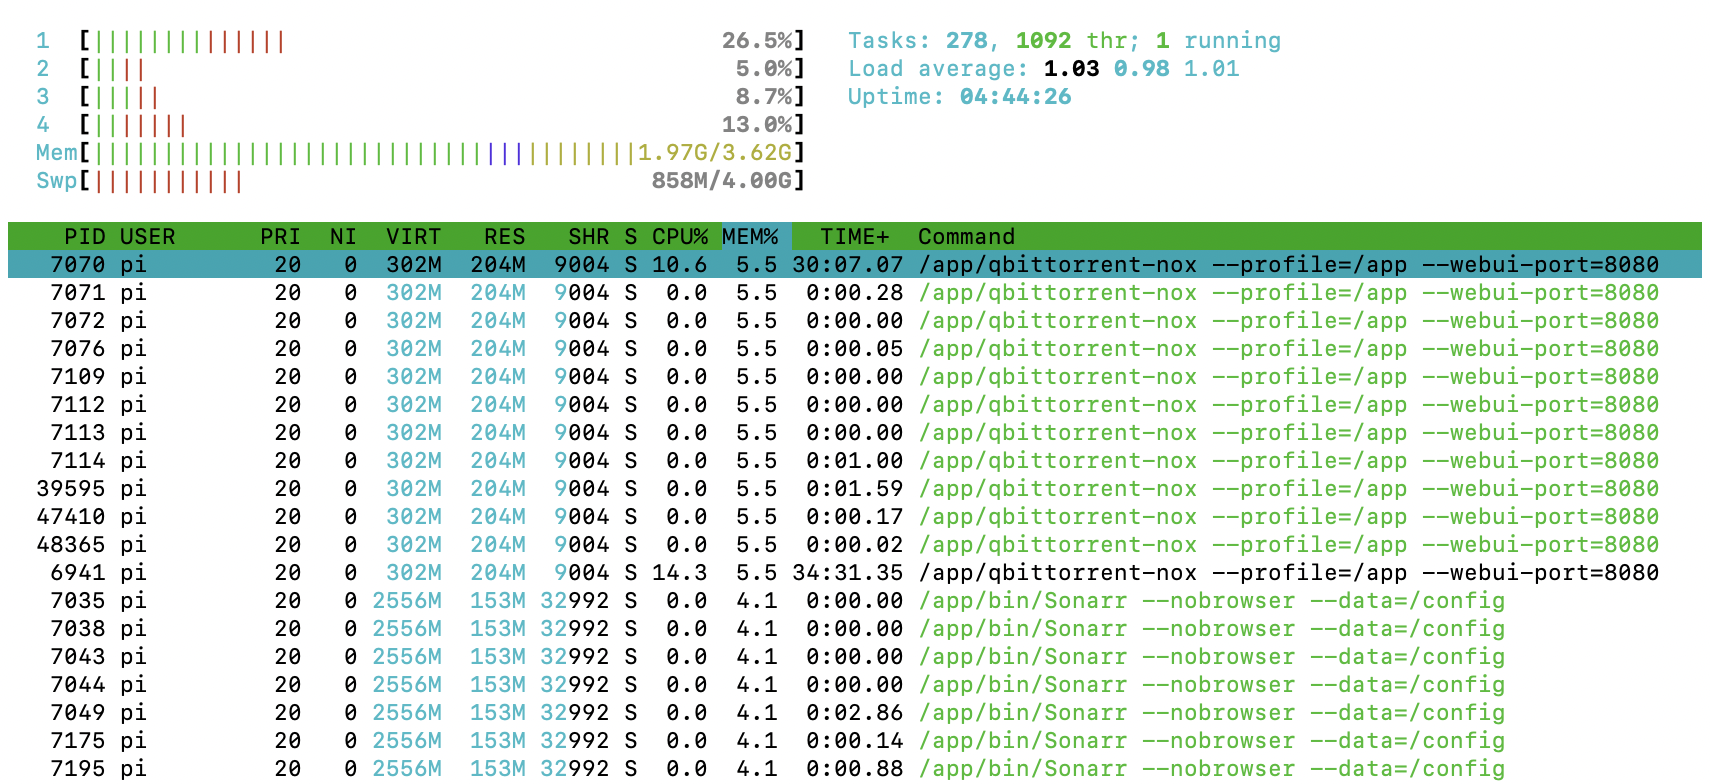 1 [||||||||||||||26.5%] Tasks: 278, 1092 thr; 1 running
2 [||||5.0%] Load average: 1.03 0.98 1.01
3 [|||||8.7%] Uptime: 04:44:26
4 [|||||||13.0%]
Mem[|||||||||||||||||||||||||||||||||||||||1.97G/3.62G]
Swp[|||||||||||858M/4.00G]
PID USER PRI NI VIRT RES SHR S CPU% MEM% TIME+ Command
7070 pi 20 0 302M 204M 9004 S 10.6 5.5 30:07.07 /app/qbittorrent-nox --profile=/app --webui-port=8080
7071 pi 20 0 302M 204M 9004 S 0.0 5.5 0:00.28 /app/qbittorrent-nox --profile=/app --webui-port=8080
7072 pi 20 0 302M 204M 9004 S 0.0 5.5 0:00.00 /app/qbittorrent-nox --profile=/app --webui-port=8080
7076 pi 20 0 302M 204M 9004 S 0.0 5.5 0:00.05 /app/qbittorrent-nox --profile=/app --webui-port=8080
7109 pi 20 0 302M 204M 9004 S 0.0 5.5 0:00.00 /app/qbittorrent-nox --profile=/app --webui-port=8080
7112 pi 20 0 302M 204M 9004 S 0.0 5.5 0:00.00 /app/qbittorrent-nox --profile=/app --webui-port=8080
7113 pi 20 0 302M 204M 9004 S 0.0 5.5 0:00.00 /app/qbittorrent-nox --profile=/app --webui-port=8080
7114 pi 20 0 302M 204M 9004 S 0.0 5.5 0:01.00 /app/qbittorrent-nox --profile=/app --webui-port=8080
39595 pi 20 0 302M 204M 9004 S 0.0 5.5 0:01.59 /app/qbittorrent-nox --profile=/app --webui-port=8080
47410 pi 20 0 302M 204M 9004 S 0.0 5.5 0:00.17 /app/qbittorrent-nox --profile=/app --webui-port=8080
48365 pi 20 0 302M 204M 9004 S 0.0 5.5 0:00.02 /app/qbittorrent-nox --profile=/app --webui-port=8080
6941 pi 20 0 302M 204M 9004 S 14.3 5.5 34:31.35 /app/qbittorrent-nox --profile=/app --webui-port=8080
7035 pi 20 0 2556M 153M 32992 S 0.0 4.1 0:00.00 /app/bin/Sonarr --nobrowser --data=/config
7038 pi 20 0 2556M 153M 32992 S 0.0 4.1 0:00.00 /app/bin/Sonarr --nobrowser --data=/config
7043 pi 20 0 2556M 153M 32992 S 0.0 4.1 0:00.00 /app/bin/Sonarr --nobrowser --data=/config
7044 pi 20 0 2556M 153M 32992 S 0.0 4.1 0:00.00 /app/bin/Sonarr --nobrowser --data=/config
7049 pi 20 0 2556M 153M 32992 S 0.0 4.1 0:02.86 /app/bin/Sonarr --nobrowser --data=/config
7175 pi 20 0 2556M 153M 32992 S 0.0 4.1 0:00.14 /app/bin/Sonarr --nobrowser --data=/config
7195 pi 20 0 2556M 153M 32992 S 0.0 4.1 0:00.88 /app/bin/Sonarr --nobrowser --data=/config